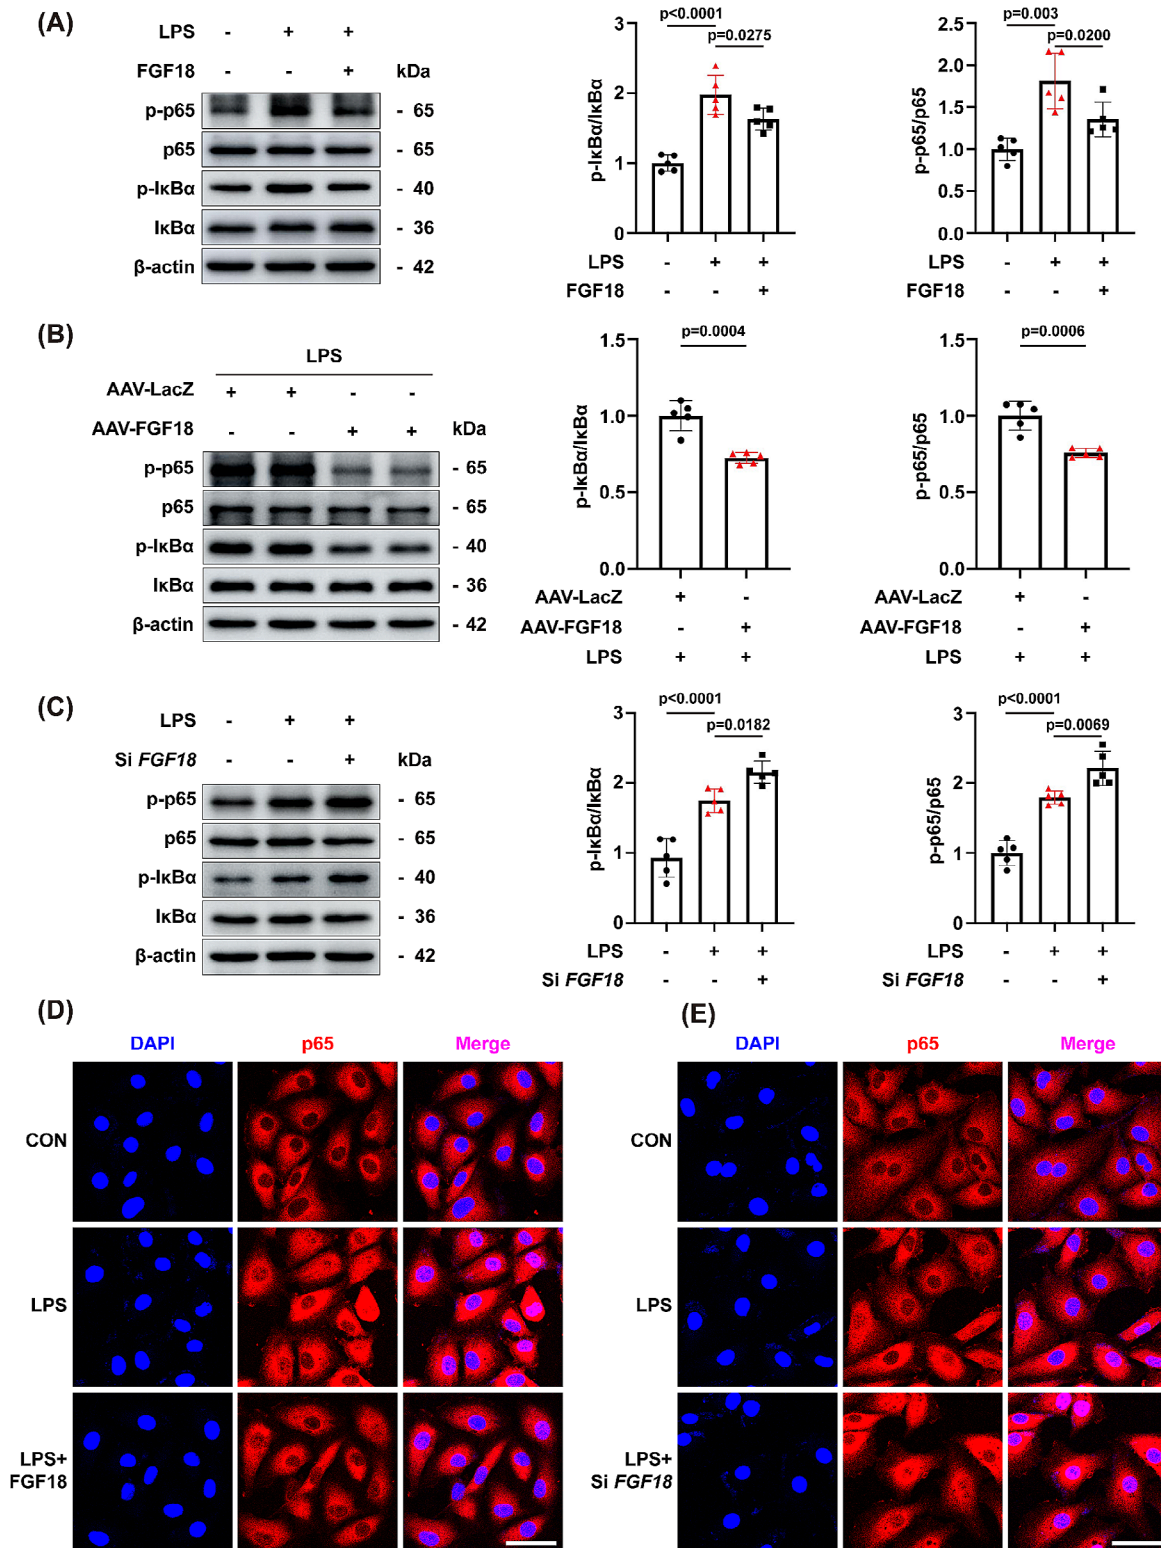 (A)
LPS - + +
FGF18 - - + kDa
p-p65 - 65
p65 - 65
p-IκBα - 40
IκBα - 36
β-actin - 42
p<0.0001
p=0.0275
p-IκBα/IκBα
3
2
1
0
LPS - + +
FGF18 - - +
p=0.003
p=0.0200
p-p65/p65
2.5
2.0
1.5
1.0
0.5
0.0
LPS - + +
FGF18 - - +
(B)
LPS
AAV-LacZ + + - -
AAV-FGF18 - - + + kDa
p-p65 - 65
p65 - 65
p-IκBα - 40
IκBα - 36
β-actin - 42
p=0.0004
p-IκBα/IκBα
1.5
1.0
0.5
0.0
AAV-LacZ + -
AAV-FGF18 - +
LPS + +
p=0.0006
p-p65/p65
1.5
1.0
0.5
0.0
AAV-LacZ + -
AAV-FGF18 - +
LPS + +
(C)
LPS - + +
Si FGF18 - - + kDa
p-p65 - 65
p65 - 65
p-IκBα - 40
IκBα - 36
β-actin - 42
p<0.0001
p=0.0182
p-IκBα/IκBα
3
2
1
0
LPS - + +
Si FGF18 - - +
p<0.0001
p=0.0069
p-p65/p65
3
2
1
0
LPS - + +
Si FGF18 - - +
(D)
DAPI p65 Merge
CON
LPS
LPS+
FGF18
(E)
DAPI p65 Merge
CON
LPS
LPS+
Si FGF18